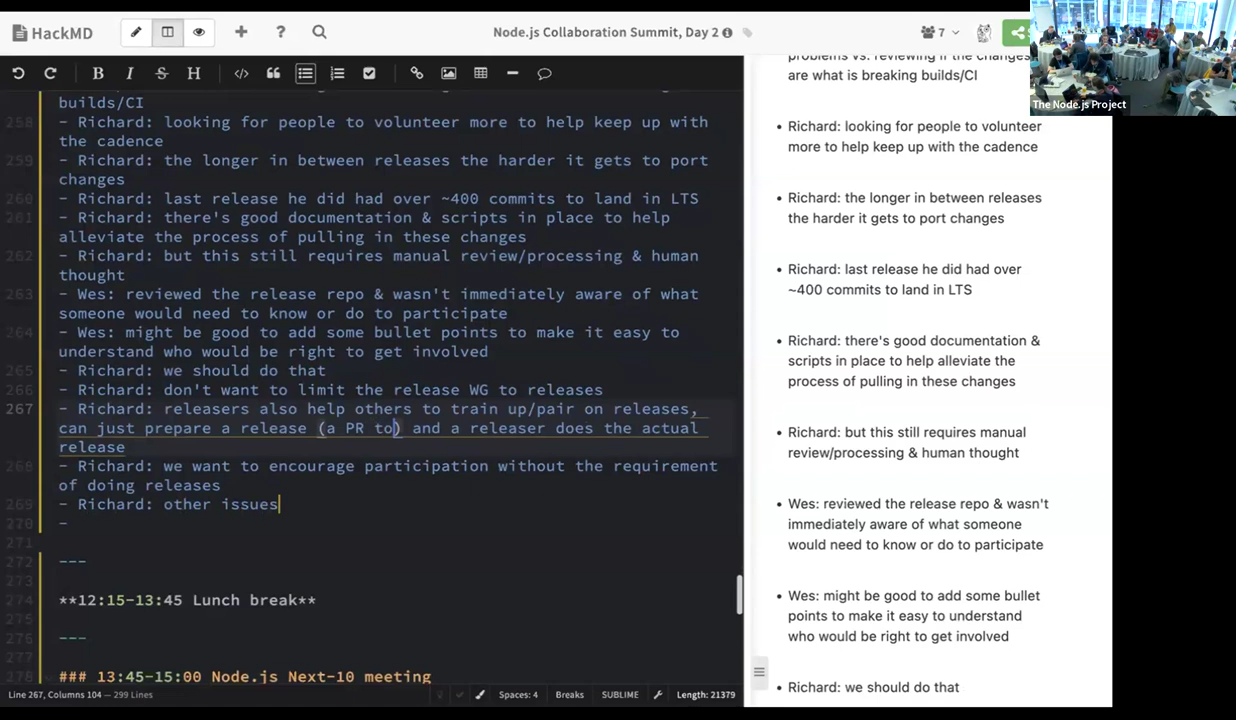 HackMD
Node.js Collaboration Summit, Day 2
7
The Node.js Project
builds/CI
258 - Richard: looking for people to volunteer more to help keep up with
the cadence
259 - Richard: the longer in between releases the harder it gets to port
changes
260 - Richard: last release he did had over ~400 commits to land in LTS
261 - Richard: there's good documentation & scripts in place to help
alleviate the process of pulling in these changes
262 - Richard: but this still requires manual review/processing & human
thought
263 - Wes: reviewed the release repo & wasn't immediately aware of what
someone would need to know or do to participate
264 - Wes: might be good to add some bullet points to make it easy to
understand who would be right to get involved
265 - Richard: we should do that
266 - Richard: don't want to limit the release WG to releases
267 - Richard: releasers also help others to train up/pair on releases,
can just prepare a release (a PR to) and a releaser does the actual
release
268 - Richard: we want to encourage participation without the requirement
of doing releases
269 - Richard: other issues
270 -
271
272 ---
273
274 **12:15-13:45 Lunch break**
275
276 ---
277
278 ### 13:45-15:00 Node.js Next-10 meeting
Line 267, Columns 104 — 299 Lines
Spaces: 4
Breaks
SUBLIME
Length: 21379
problems vs. reviewing if the changes
are what is breaking builds/CI
• Richard: looking for people to volunteer
more to help keep up with the cadence
• Richard: the longer in between releases
the harder it gets to port changes
• Richard: last release he did had over
~400 commits to land in LTS
• Richard: there's good documentation &
scripts in place to help alleviate the
process of pulling in these changes
• Richard: but this still requires manual
review/processing & human thought
• Wes: reviewed the release repo & wasn't
immediately aware of what someone
would need to know or do to participate
• Wes: might be good to add some bullet
points to make it easy to understand
who would be right to get involved
• Richard: we should do that